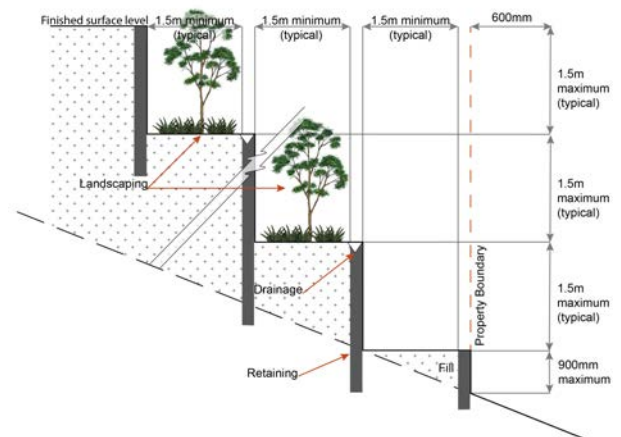 Finished surface level
1.5m minimum
(typical)
1.5m minimum
(typical)
1.5m minimum
(typical)
600mm
1.5m
maximum
(typical)
Landscaping
1.5m
maximum
(typical)
Drainage
Property Boundary
1.5m
maximum
(typical)
Retaining
Fill
900mm
maximum